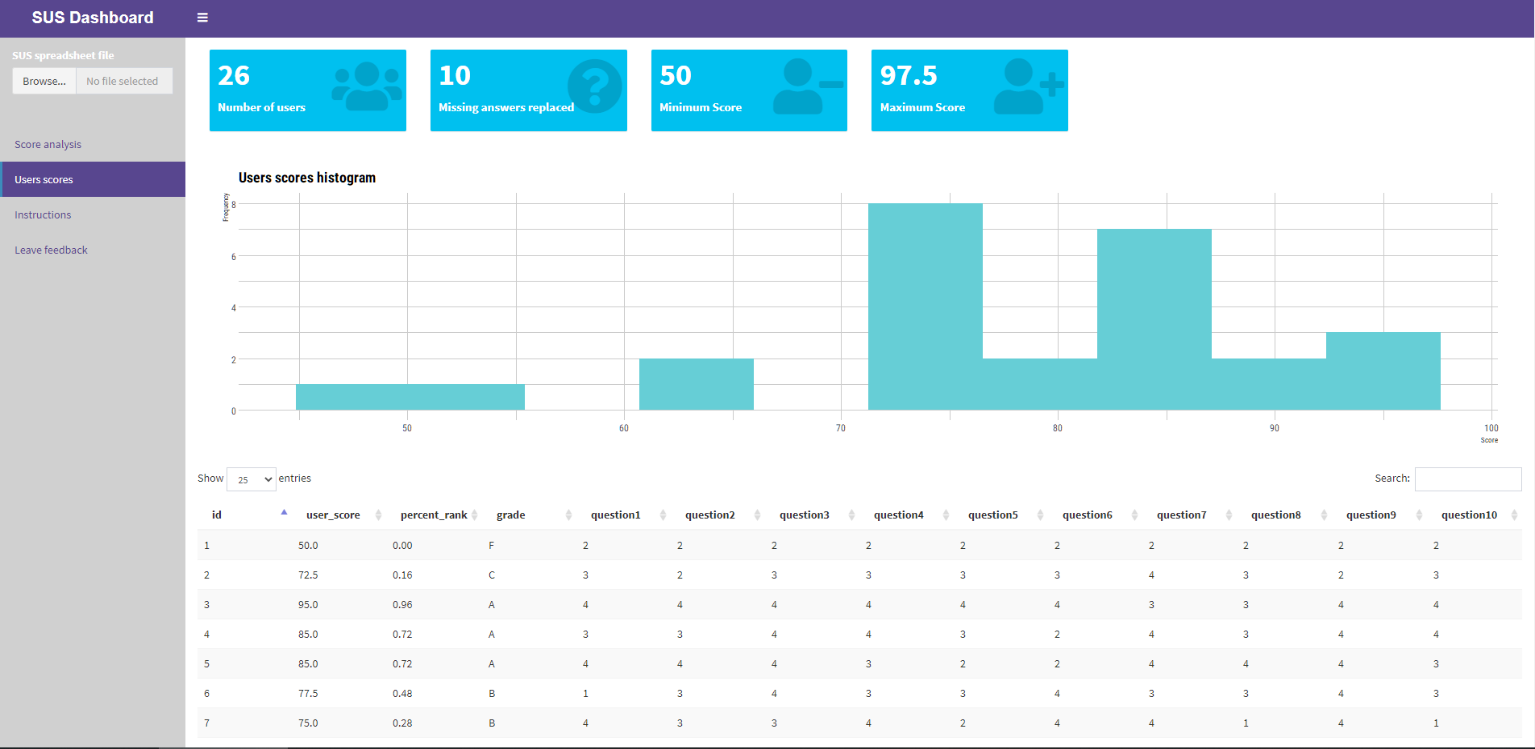 SUS Dashboard
SUS spreadsheet file
Browse... No file selected
Score analysis
Users scores
Instructions
Leave feedback
26
Number of users
10
Missing answers replaced
50
Minimum Score
97.5
Maximum Score
Users scores histogram
Frequency
8
6
4
2
0
50 60 70 80 90 100
Score
Show 25 entries
Search:
id user_score percent_rank grade question1 question2 question3 question4 question5 question6 question7 question8 question9 question10
1 50.0 0.00 F 2 2 2 2 2 2 2 2 2 2
2 72.5 0.16 C 3 2 3 3 3 3 4 3 2 3
3 95.0 0.96 A 4 4 4 4 4 4 3 3 4 4
4 85.0 0.72 A 3 3 4 4 3 2 4 3 4 4
5 85.0 0.72 A 4 4 4 3 2 2 4 4 4 3
6 77.5 0.48 B 1 3 4 3 3 4 3 3 4 3
7 75.0 0.28 B 4 3 3 4 2 4 4 1 4 1